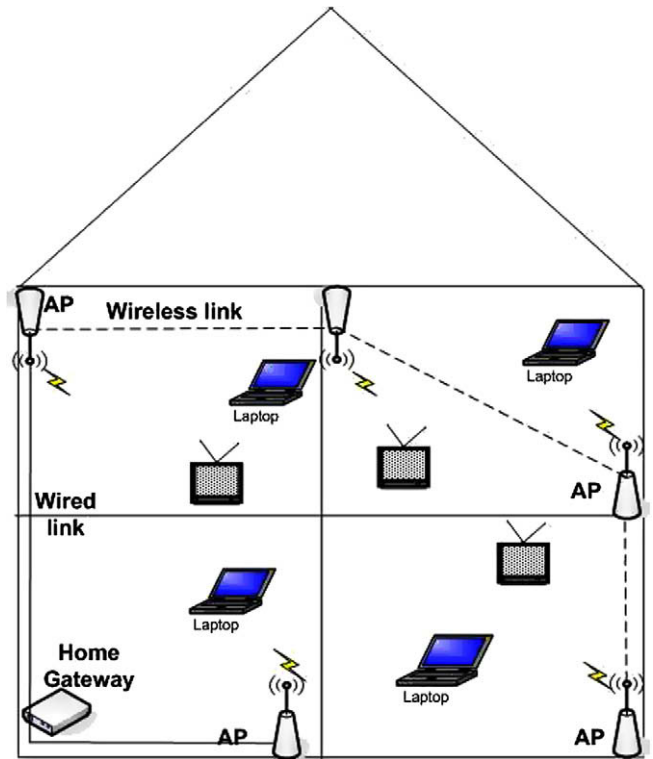 AP
Wireless link
Laptop
Laptop
AP
Wired
link
Laptop
Home
Gateway
Laptop
AP
AP